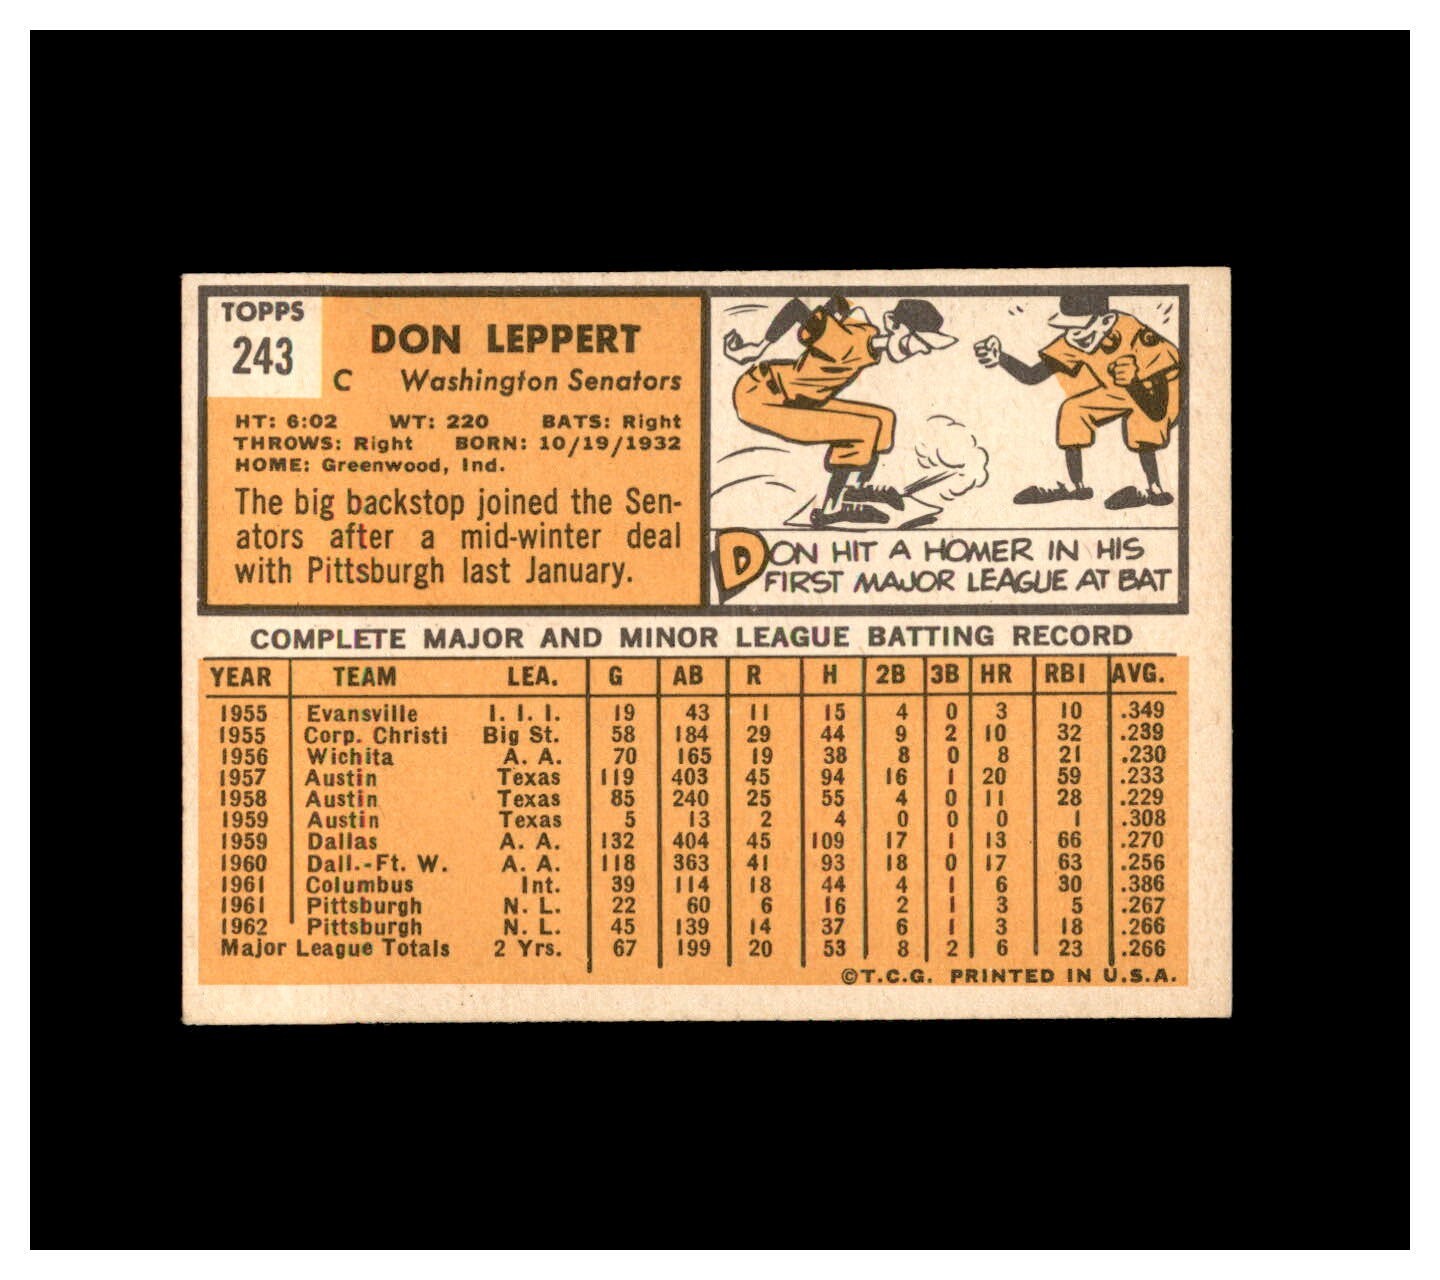 TOPPS
243
DON LEPPERT
C Washington Senators
HT: 6:02 WT: 220 BATS: Right
THROWS: Right BORN: 10/19/1932
HOME: Greenwood, Ind.
The big backstop joined the Sen-
ators after a mid-winter deal
with Pittsburgh last January.
DON HIT A HOMER IN HIS
FIRST MAJOR LEAGUE AT BAT
COMPLETE MAJOR AND MINOR LEAGUE BATTING RECORD
YEAR TEAM LEA. G AB R H 2B 3B HR RBI AVG.
1955 Evansville I. I. I. 19 43 11 15 4 0 3 10 .349
1955 Corp. Christi Big St. 58 184 29 44 9 2 10 32 .239
1956 Wichita A. A. 70 165 19 38 8 0 8 21 .230
1957 Austin Texas 119 403 45 94 16 1 20 59 .233
1958 Austin Texas 85 240 25 55 4 0 11 28 .229
1959 Austin Texas 5 13 2 4 0 0 0 1 .308
1959 Dallas A. A. 132 404 45 109 17 1 13 66 .270
1960 Dall.-Ft. W. A. A. 118 363 41 93 18 0 17 63 .256
1961 Columbus Int. 39 114 18 44 4 1 6 30 .386
1961 Pittsburgh N. L. 22 60 6 16 2 1 3 5 .267
1962 Pittsburgh N. L. 45 139 14 37 6 1 3 18 .266
Major League Totals 2 Yrs. 67 199 20 53 8 2 6 23 .266
©T.C.G. PRINTED IN U.S.A.